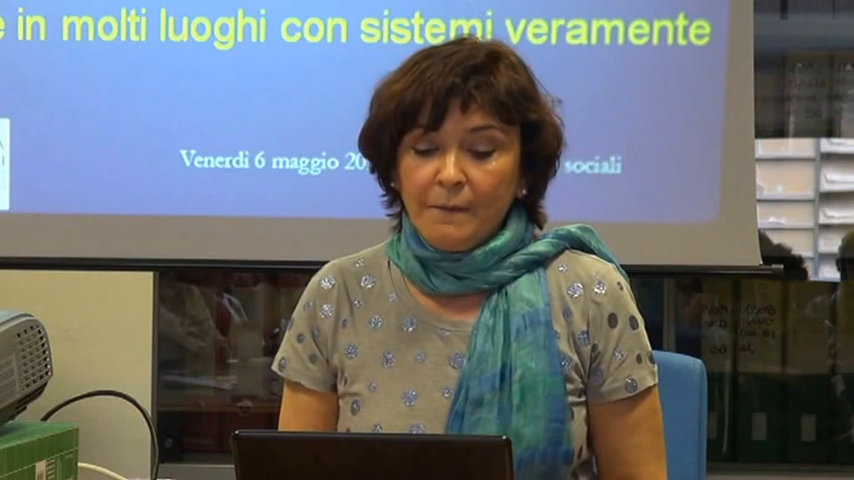 e in molti luoghi con sistemi veramente
Venerdì 6 maggio 20 sociali